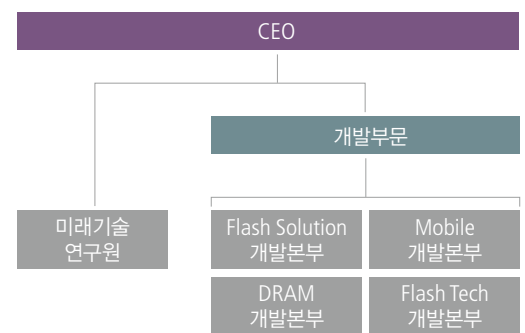 CEO
개발부문
미래기술
연구원
Flash Solution
개발본부
Mobile
개발본부
DRAM
개발본부
Flash Tech
개발본부